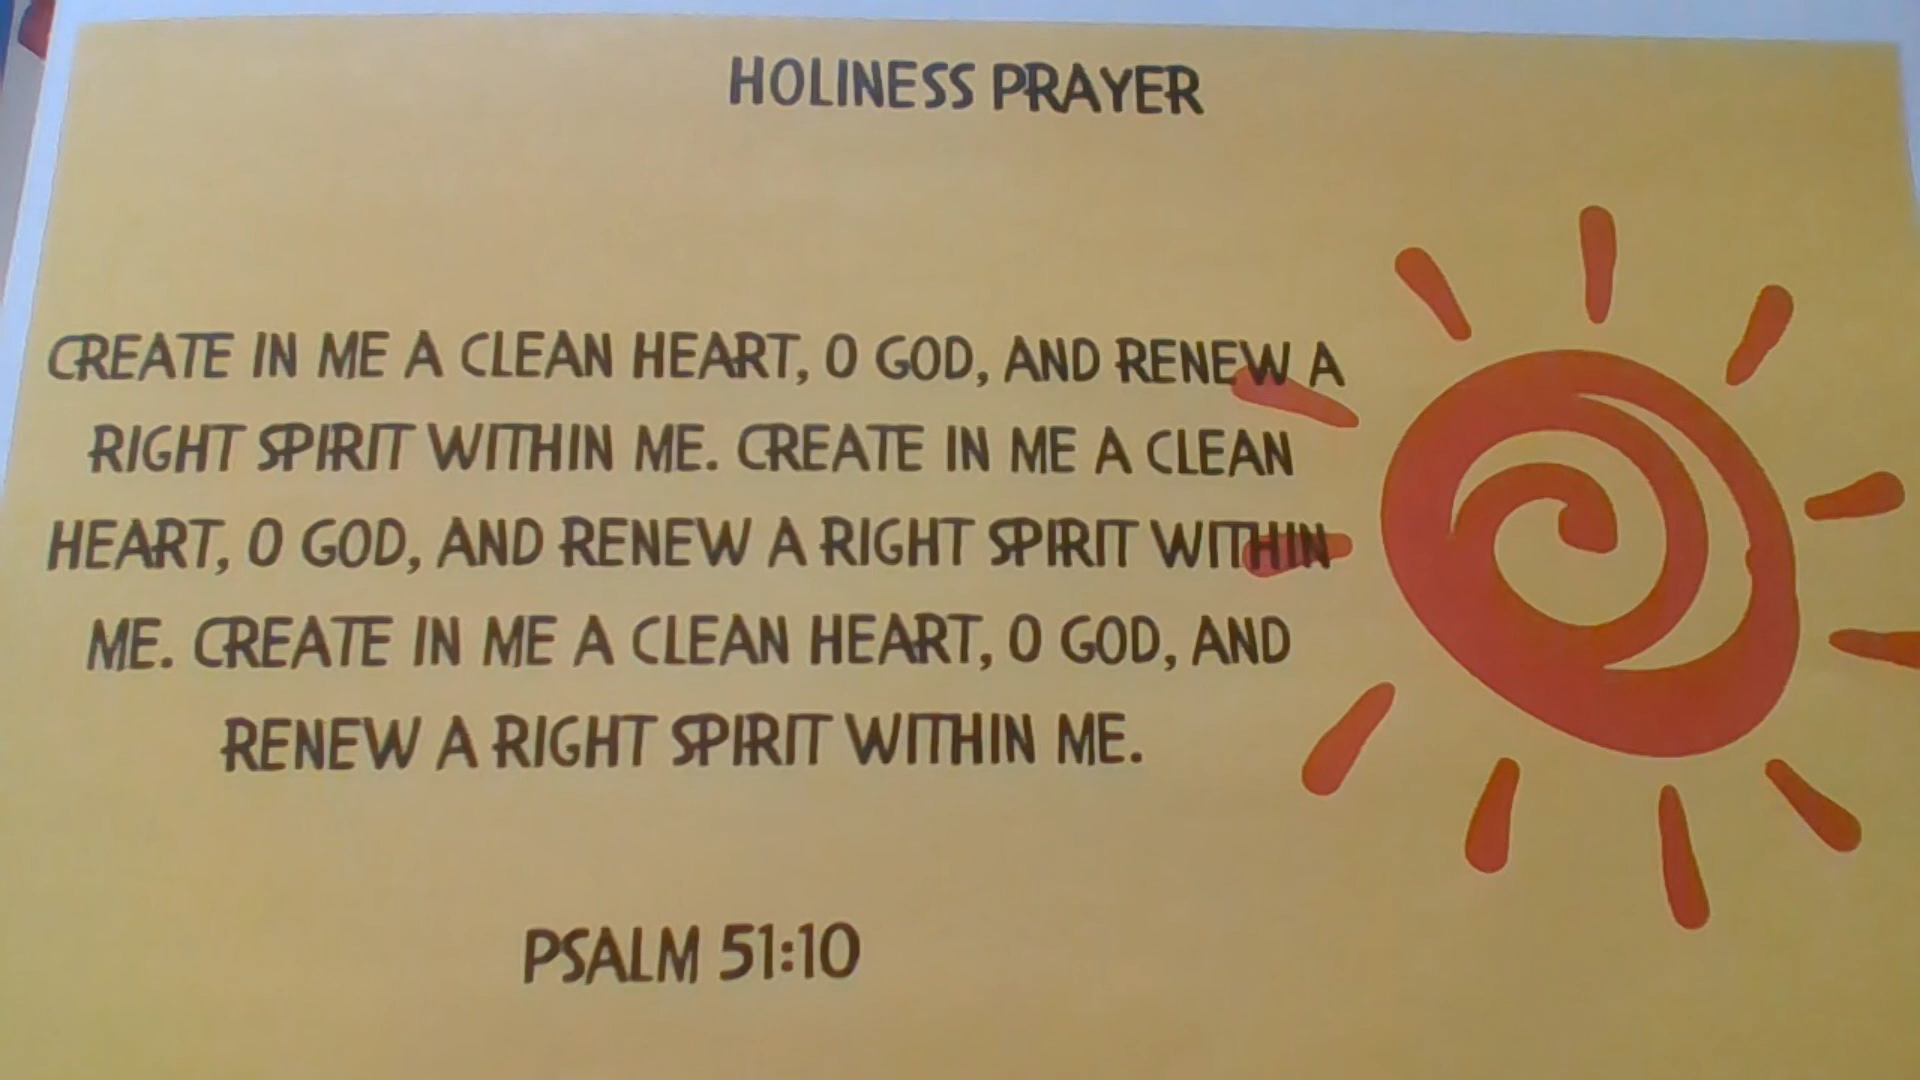 HOLINESS PRAYER
CREATE IN ME A CLEAN HEART, O GOD, AND RENEW A
RIGHT SPIRIT WITHIN ME. CREATE IN ME A CLEAN
HEART, O GOD, AND RENEW A RIGHT SPIRIT WITHIN
ME. CREATE IN ME A CLEAN HEART, O GOD, AND
RENEW A RIGHT SPIRIT WITHIN ME.
PSALM 51:10